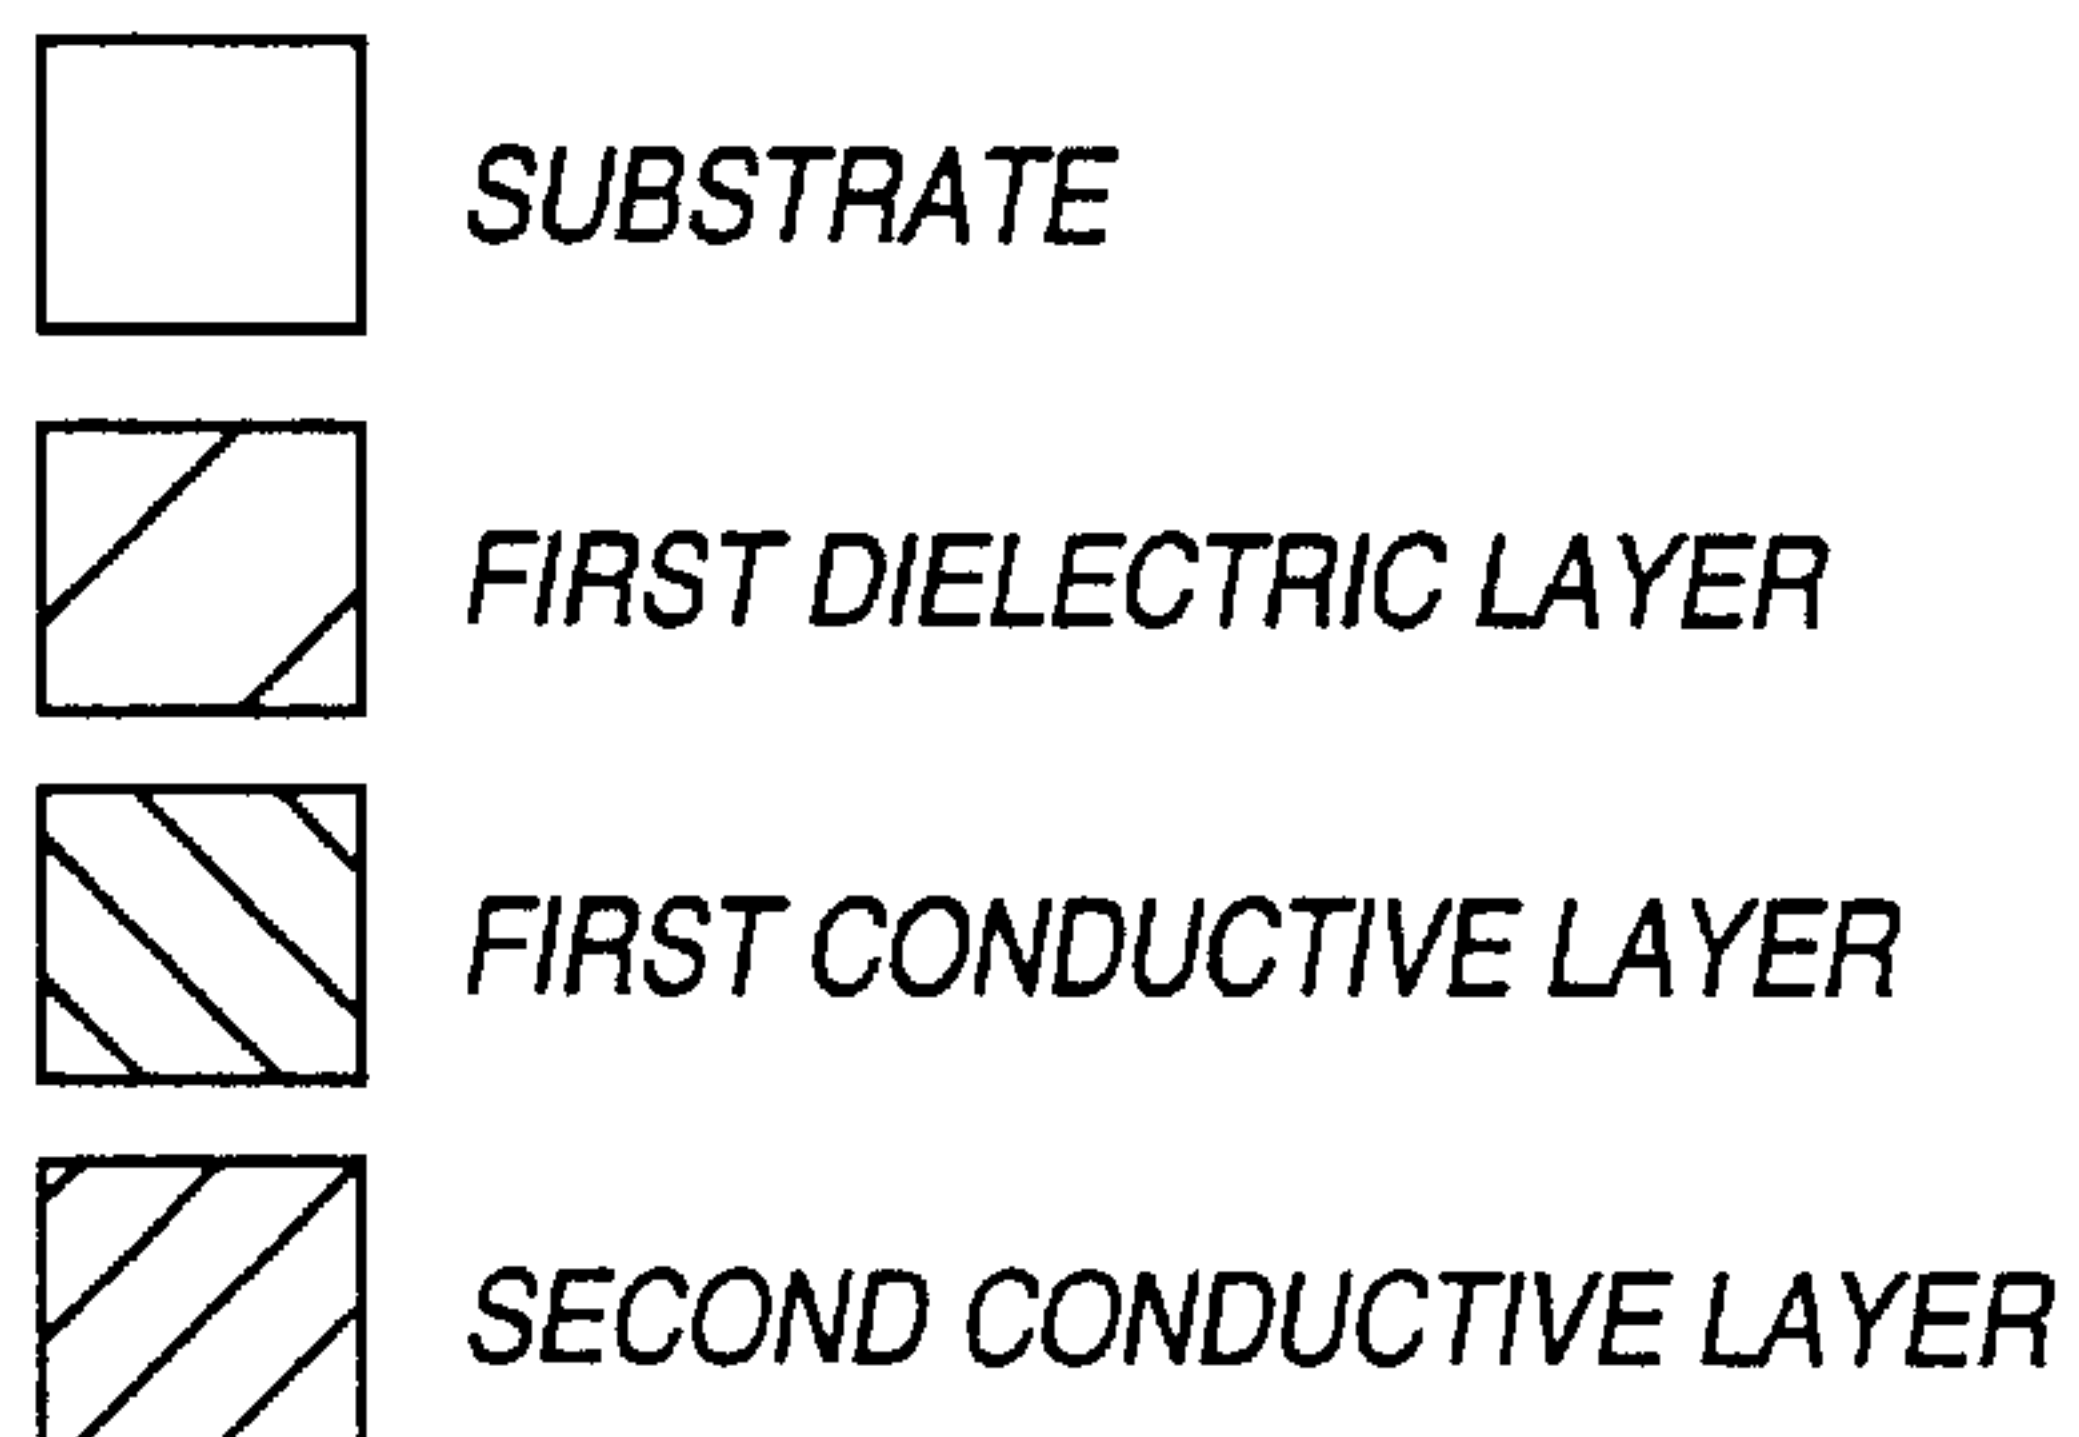 SUBSTRATE
FIRST DIELECTRIC LAYER
FIRST CONDUCTIVE LAYER
SECOND CONDUCTIVE LAYER